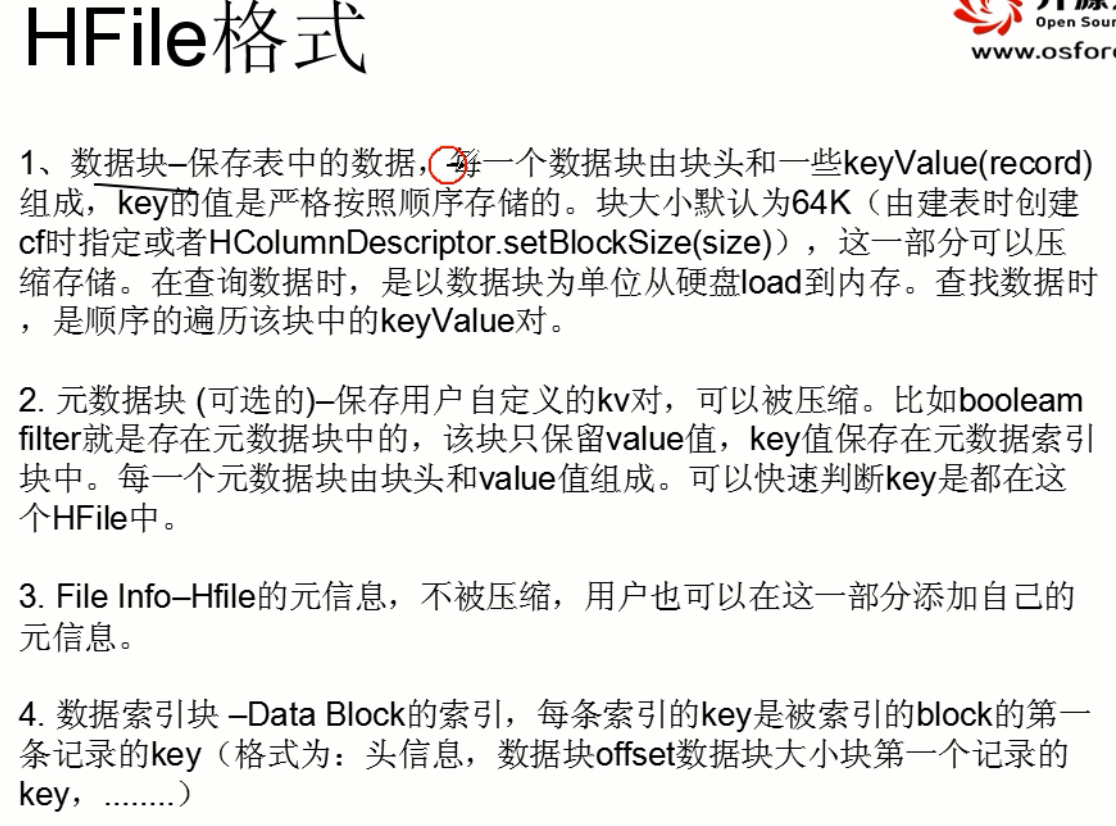 HFile格式
Open Sour
www.osfor
1、数据块–保存表中的数据，每一个数据块由块头和一些keyValue(record)
组成，key的值是严格按照顺序存储的。块大小默认为64K（由建表时创建
cf时指定或者HColumnDescriptor.setBlockSize(size)），这一部分可以压
缩存储。在查询数据时，是以数据块为单位从硬盘load到内存。查找数据时
，是顺序的遍历该块中的keyValue对。
2. 元数据块 (可选的)–保存用户自定义的kv对，可以被压缩。比如booleam
filter就是存在元数据块中的，该块只保留value值，key值保存在元数据索引
块中。每一个元数据块由块头和value值组成。可以快速判断key是都在这
个HFile中。
3. File Info–Hfile的元信息，不被压缩，用户也可以在这一部分添加自己的
元信息。
4. 数据索引块 –Data Block的索引，每条索引的key是被索引的block的第一
条记录的key（格式为：头信息，数据块offset数据块大小块第一个记录的
key，........）